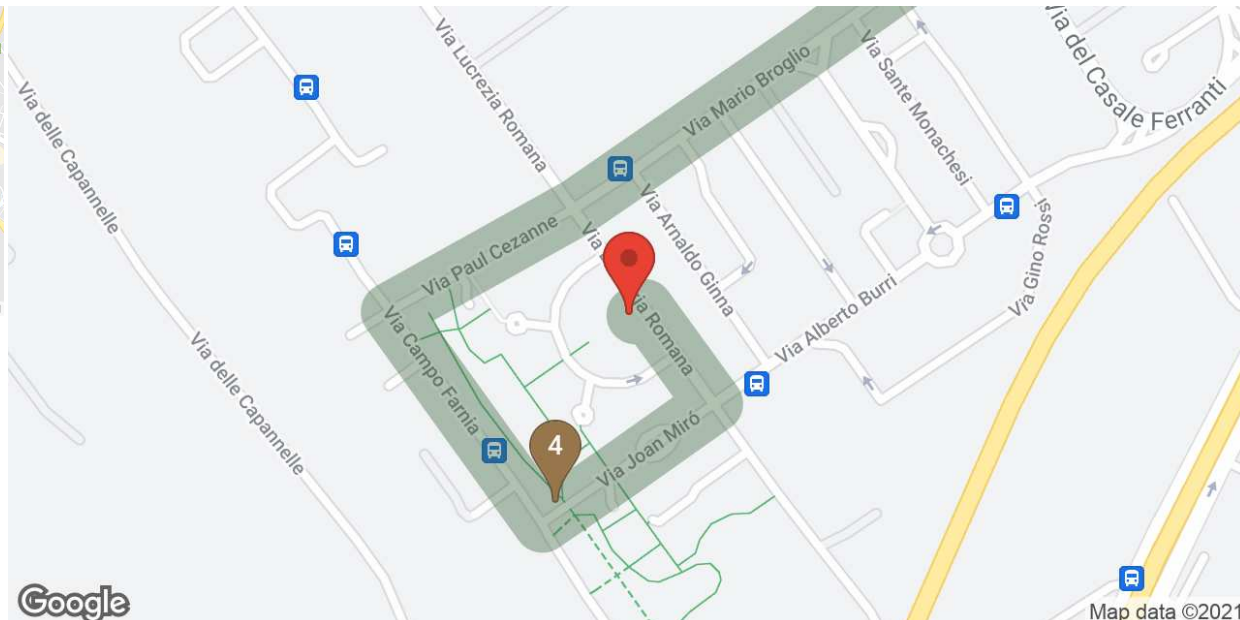 Via delle Capannelle
Via Lucrezia Romana
Via Mario Broglio
Via Sante Monachesi
Via del Casale Ferranti
Via Paul Cezanne
Via
ia Romana
Via Arnaldo Ginna
Via Alberto Burri
Via Gino Rossi
Via Campo Farnia
Via delle Capannelle
4
Via Joan Miró
Google
Map data ©2021